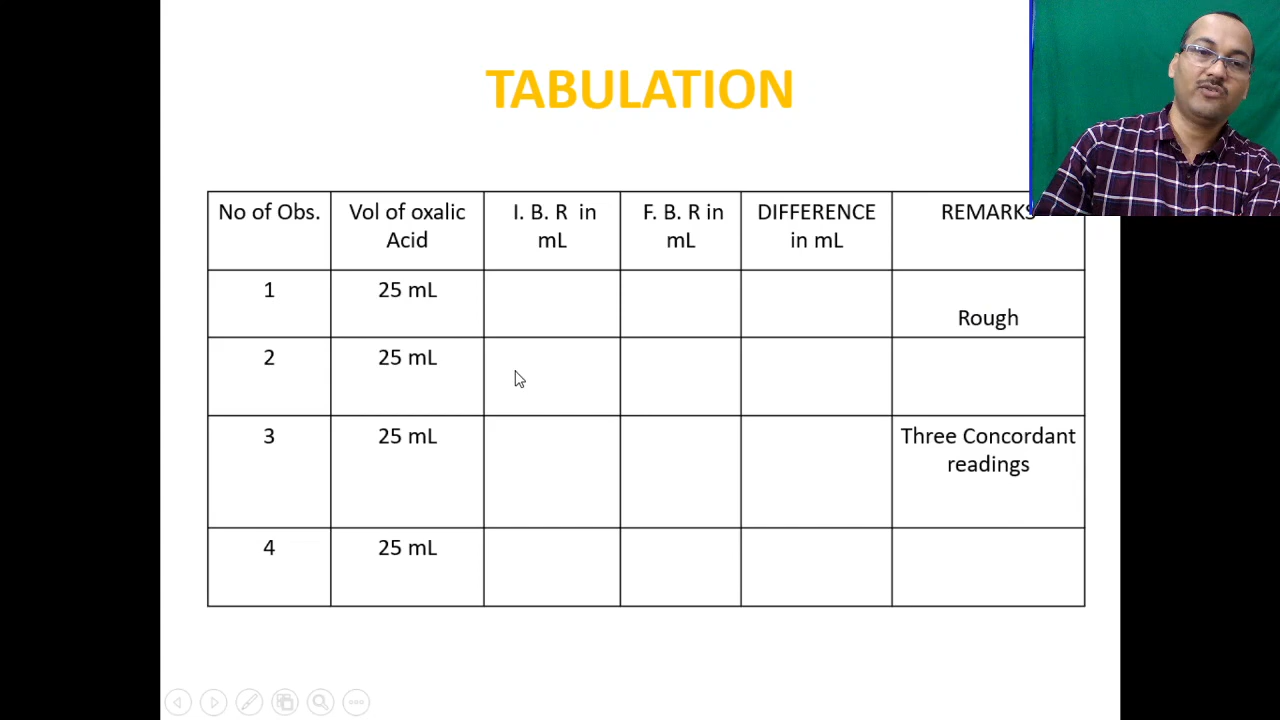 TABULATION
No of Obs.
Vol of oxalic
Acid
I. B. R in
mL
F. B. R in
mL
DIFFERENCE
in mL
REMARKS
1
25 mL
Rough
2
25 mL
3
25 mL
Three Concordant
readings
4
25 mL